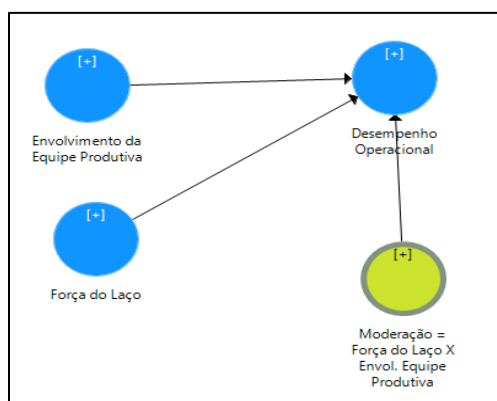 [+]
Envolvimento da
Equipe Produtiva
[+]
Desempenho
Operacional
[+]
Força do Laço
[+]
Moderação =
Força do Laço X
Envol. Equipe
Produtiva